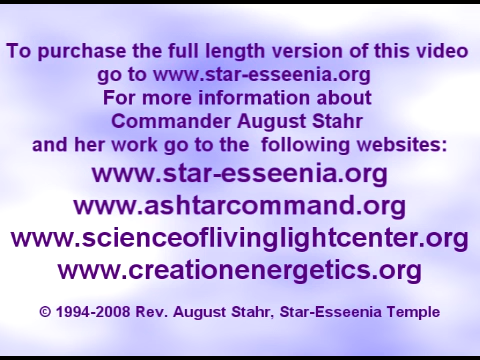 To purchase the full length version of this video
go to www.star-esseenia.org
For more information about
Commander August Stahr
and her work go to the following websites:
www.star-esseenia.org
www.ashtarcommand.org
www.scienceoflivinglightcenter.org
www.creationenergetics.org
© 1994-2008 Rev. August Stahr, Star-Esseenia Temple